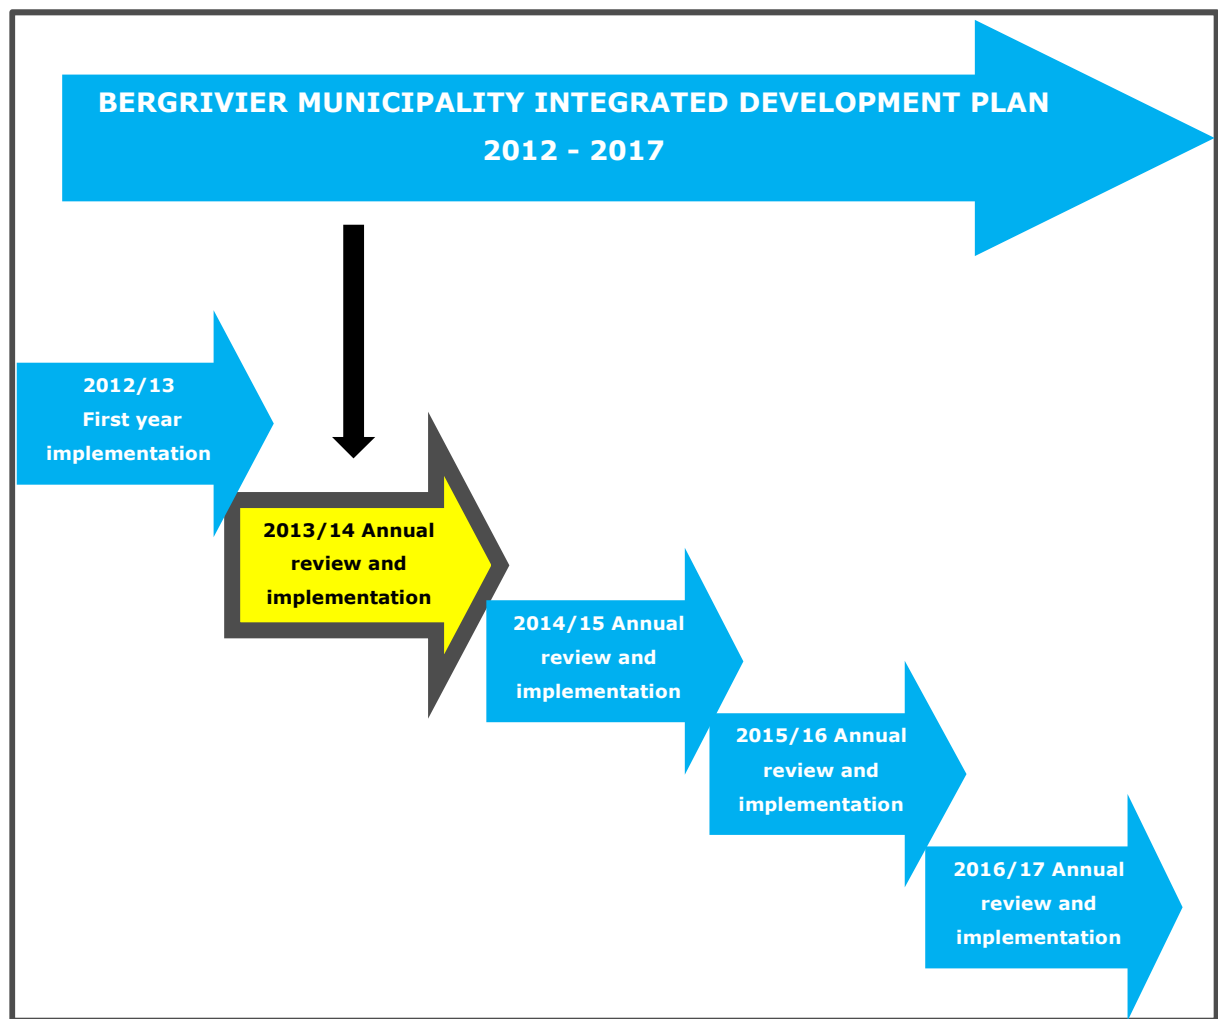 BERGRIVIER MUNICIPALITY INTEGRATED DEVELOPMENT PLAN
2012 - 2017
2012/13
First year
implementation
2013/14 Annual
review and
implementation
2014/15 Annual
review and
implementation
2015/16 Annual
review and
implementation
2016/17 Annual
review and
implementation